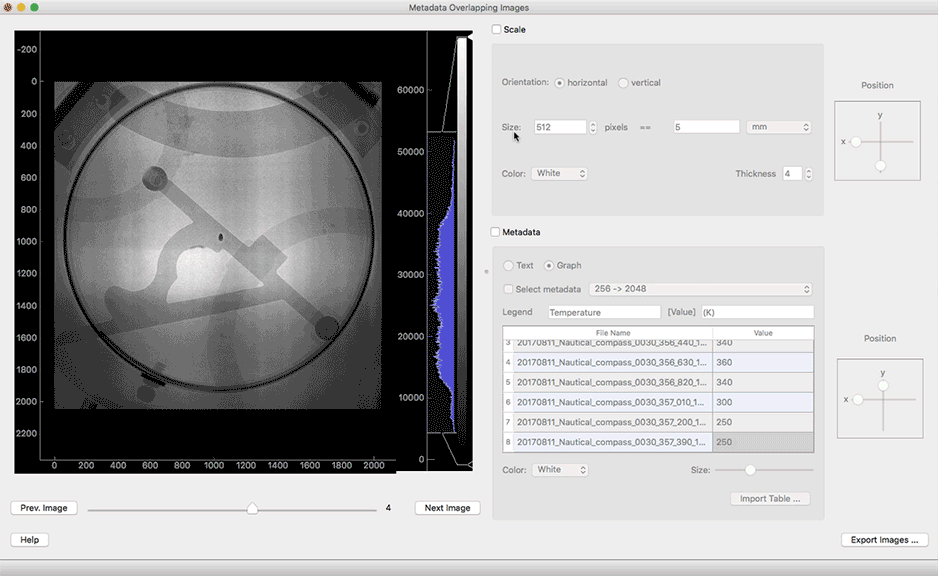 Metadata Overlapping Images
-200
0
200
400
600
800
1000
1200
1400
1600
1800
2000
2200
0 200 400 600 800 1000 1200 1400 1600 1800 2000
60000
50000
40000
30000
20000
10000
0
Prev. Image 4 Next Image
Help
Scale
Orientation: horizontal vertical
Size: 512 pixels == 5 mm
Color: White Thickness 4
Position
y
x
Metadata
Text Graph
Select metadata 256 -> 2048
Legend Temperature [Value] (K)
File Name Value
3 20170811_Nautical_compass_0030_356_440_1... 340
4 20170811_Nautical_compass_0030_356_630_1... 360
5 20170811_Nautical_compass_0030_356_820_1... 340
6 20170811_Nautical_compass_0030_357_010_1... 300
7 20170811_Nautical_compass_0030_357_200_1... 250
8 20170811_Nautical_compass_0030_357_390_1... 250
Color: White Size:
Import Table ...
Position
y
x
Export Images ...